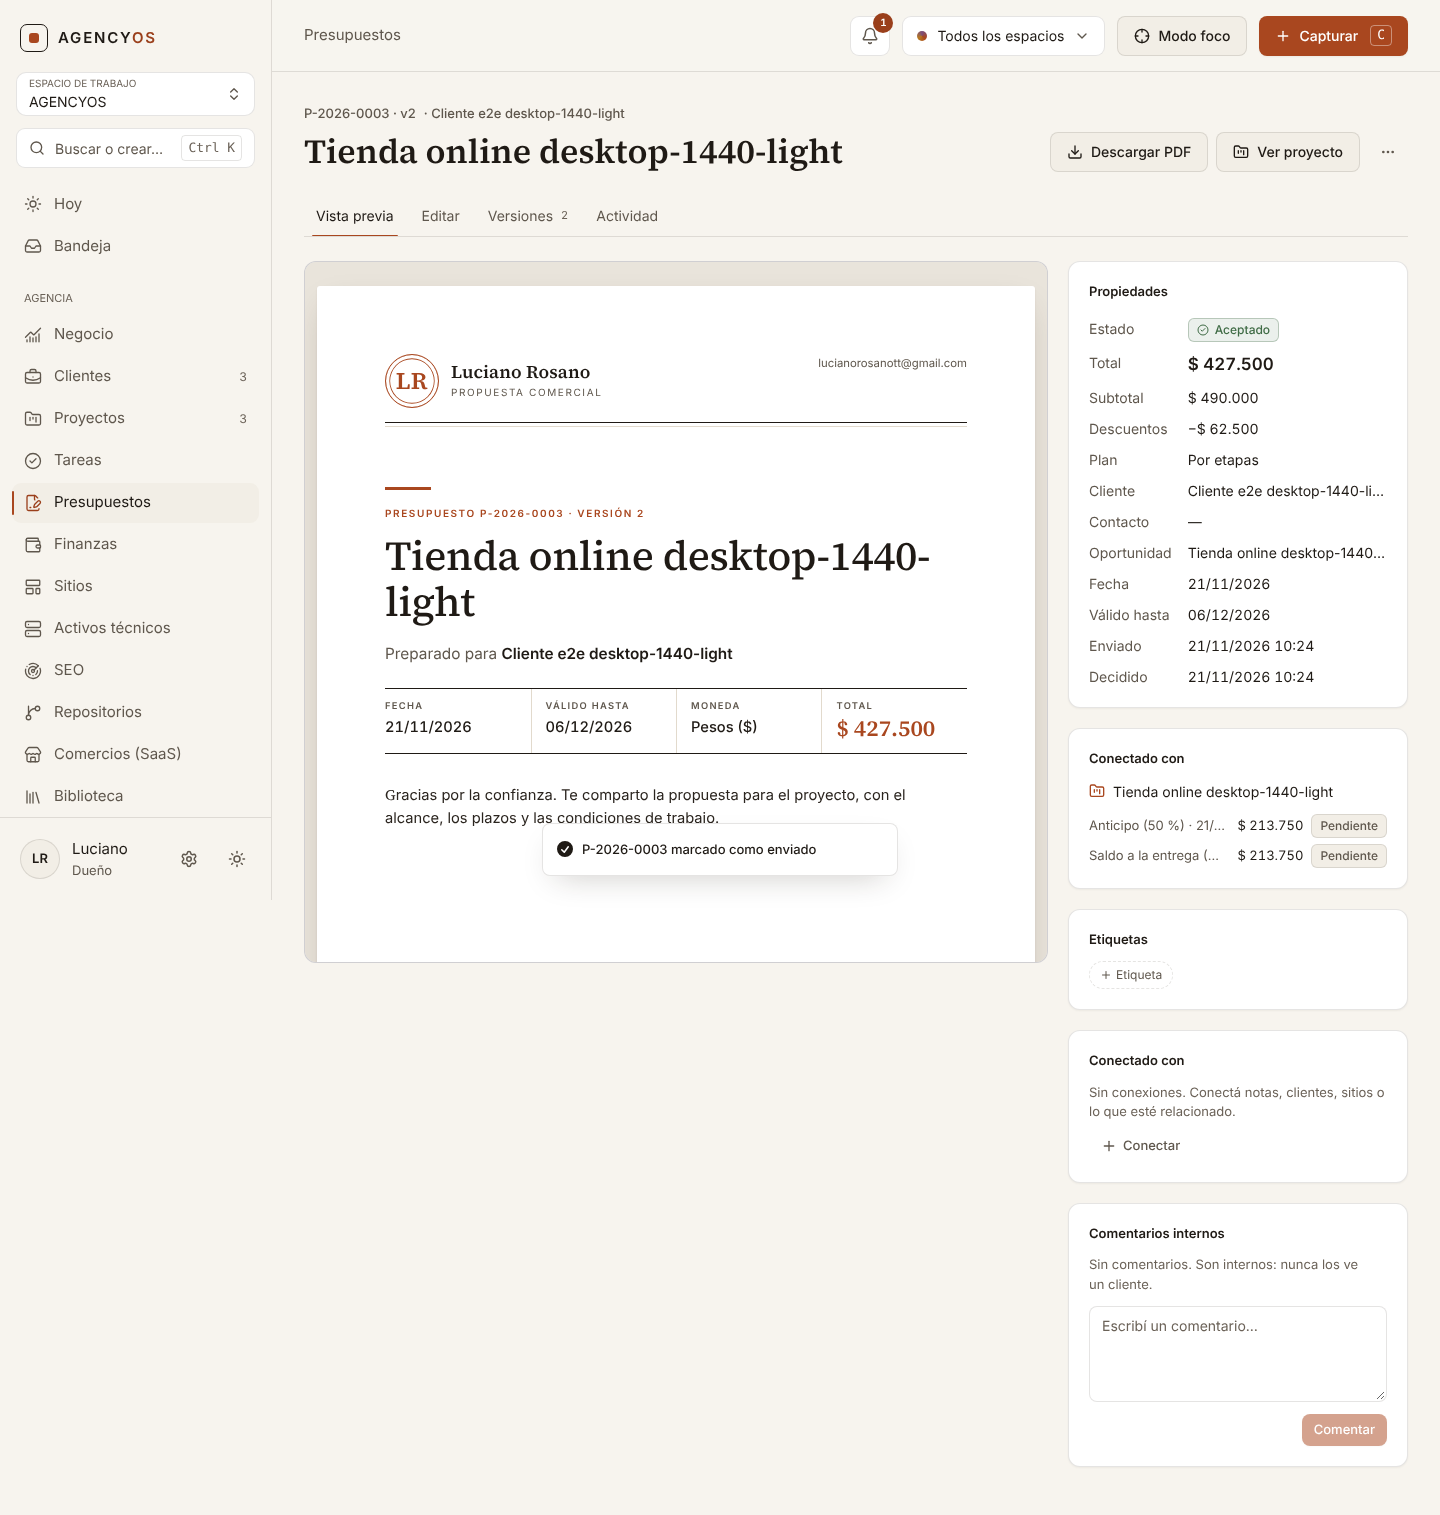 AGENCYOS
ESPACIO DE TRABAJO
AGENCYOS
Buscar o crear... Ctrl K
Hoy
Bandeja
AGENCIA
Negocio
Clientes 3
Proyectos 3
Tareas
Presupuestos
Finanzas
Sitios
Activos técnicos
SEO
Repositorios
Comercios (SaaS)
Biblioteca
LR
Luciano
Dueño
Presupuestos
1
Todos los espacios
Modo foco
Capturar C
P-2026-0003 · v2 · Cliente e2e desktop-1440-light
Tienda online desktop-1440-light
Descargar PDF
Ver proyecto
Vista previa
Editar
Versiones 2
Actividad
LR
Luciano Rosano
PROPUESTA COMERCIAL
lucianorosanott@gmail.com
PRESUPUESTO P-2026-0003 · VERSIÓN 2
Tienda online desktop-1440-
light
Preparado para Cliente e2e desktop-1440-light
FECHA
21/11/2026
VÁLIDO HASTA
06/12/2026
MONEDA
Pesos ($)
TOTAL
$ 427.500
Gracias por la confianza. Te comparto la propuesta para el proyecto, con el
alcance, los plazos y las condiciones de trabajo.
P-2026-0003 marcado como enviado
Propiedades
Estado Aceptado
Total $ 427.500
Subtotal $ 490.000
Descuentos −$ 62.500
Plan Por etapas
Cliente Cliente e2e desktop-1440-li...
Contacto —
Oportunidad Tienda online desktop-1440...
Fecha 21/11/2026
Válido hasta 06/12/2026
Enviado 21/11/2026 10:24
Decidido 21/11/2026 10:24
Conectado con
Tienda online desktop-1440-light
Anticipo (50 %) · 21/... $ 213.750 Pendiente
Saldo a la entrega (... $ 213.750 Pendiente
Etiquetas
Etiqueta
Conectado con
Sin conexiones. Conectá notas, clientes, sitios o
lo que esté relacionado.
Conectar
Comentarios internos
Sin comentarios. Son internos: nunca los ve
un cliente.
Escribí un comentario...
Comentar